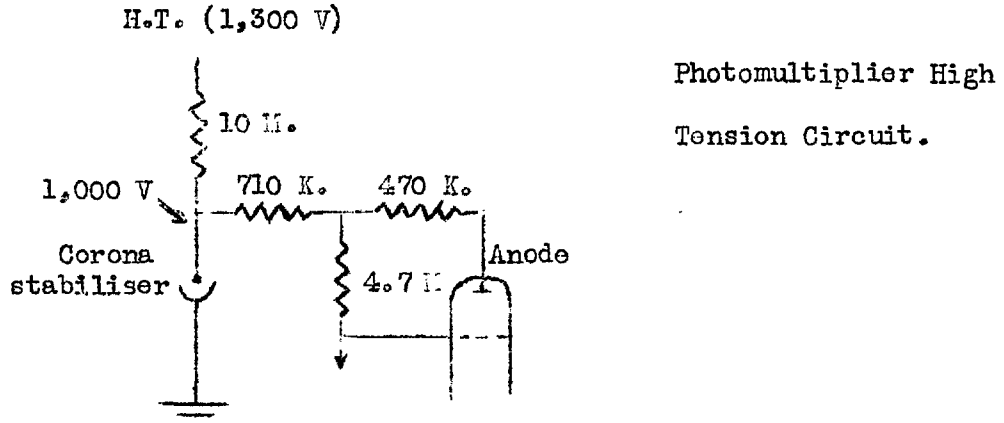 H.T. (1,300 V)
Photomultiplier High
Tension Circuit.
10 M.
1,000 V
710 K.
470 K.
Corona
stabiliser
4.7 M
Anode